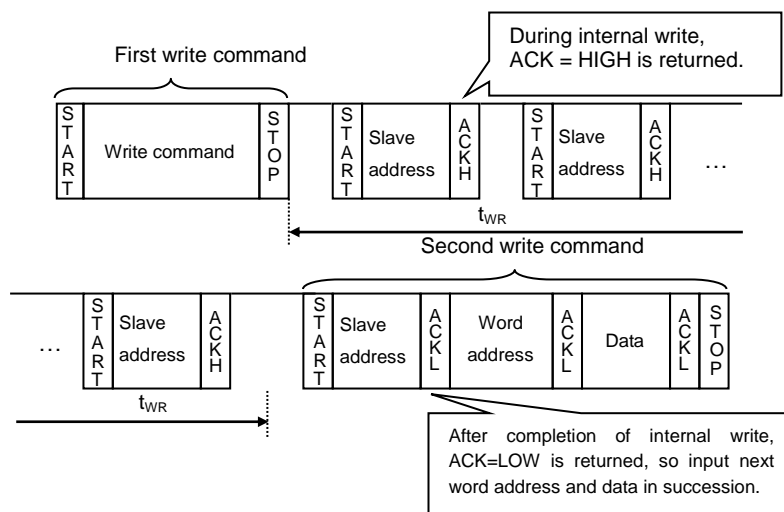 First write command
During internal write,
ACK = HIGH is returned.
START
Write command
STOP
START
Slave
address
ACKH
START
Slave
address
ACKH
…
tWR
Second write command
…
START
Slave
address
ACKH
START
Slave
address
ACKL
Word
address
ACKL
Data
ACKL
STOP
tWR
After completion of internal write,
ACK=LOW is returned, so input next
word address and data in succession.